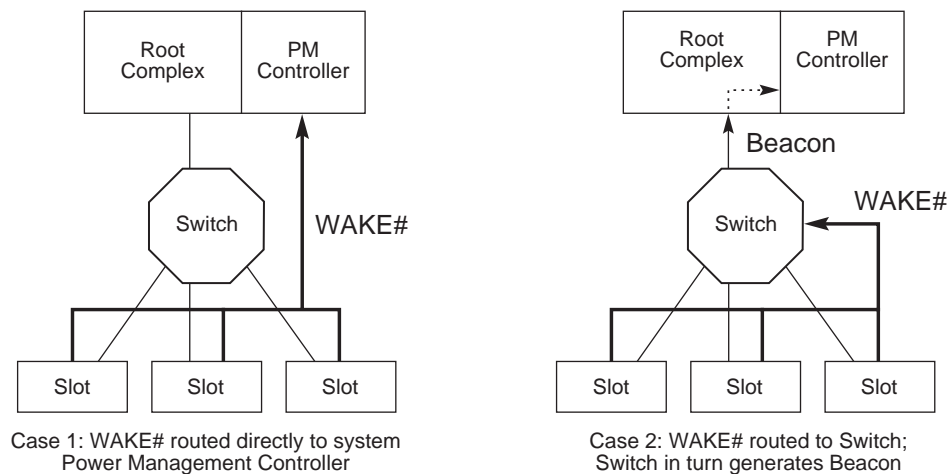 Root
Complex
PM
Controller
Switch
WAKE#
Slot
Slot
Slot
Case 1: WAKE# routed directly to system
Power Management Controller
Root
Complex
PM
Controller
Beacon
WAKE#
Switch
Slot
Slot
Slot
Case 2: WAKE# routed to Switch;
Switch in turn generates Beacon